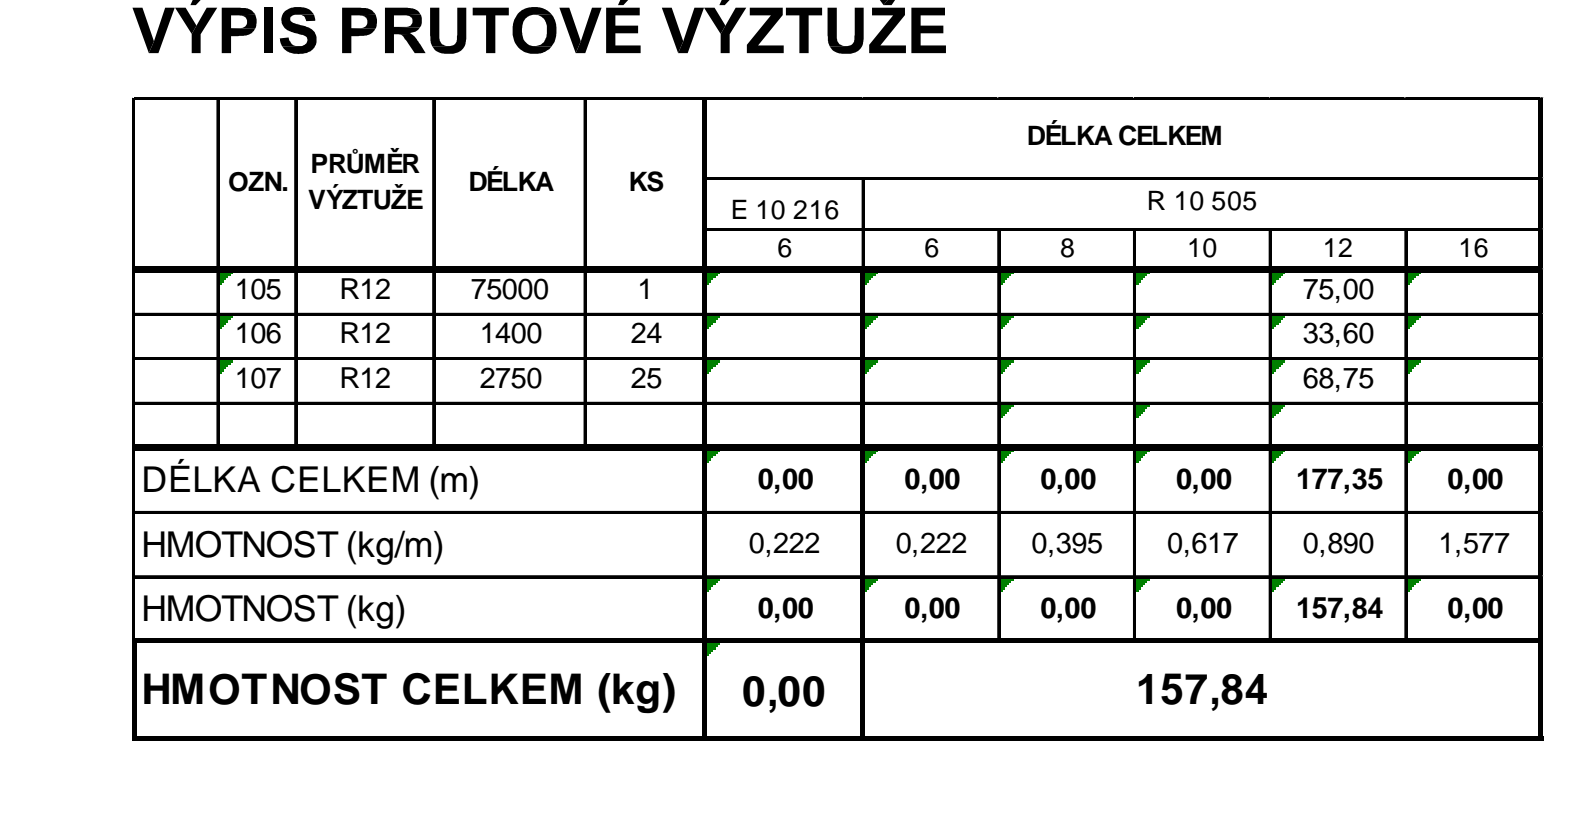 VÝPIS PRUTOVÉ VÝZTUŽE
OZN. PRŮMĚR VÝZTUŽE DÉLKA KS DÉLKA CELKEM
E 10 216 R 10 505
6 6 8 10 12 16
105 R12 75000 1 75,00
106 R12 1400 24 33,60
107 R12 2750 25 68,75
DÉLKA CELKEM (m) 0,00 0,00 0,00 0,00 177,35 0,00
HMOTNOST (kg/m) 0,222 0,222 0,395 0,617 0,890 1,577
HMOTNOST (kg) 0,00 0,00 0,00 0,00 157,84 0,00
HMOTNOST CELKEM (kg) 0,00 157,84